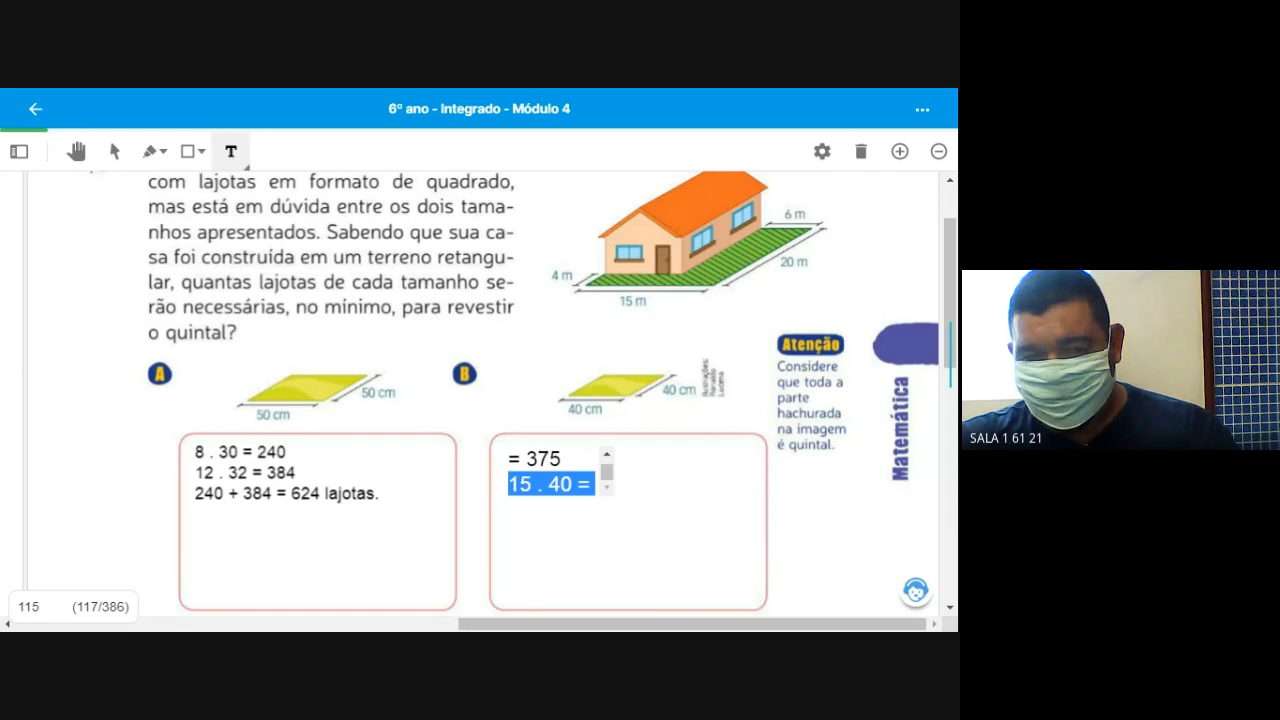 6º ano - Integrado - Módulo 4
T
com lajotas em formato de quadrado,
mas está em dúvida entre os dois tama-
nhos apresentados. Sabendo que sua ca-
sa foi construída em um terreno retangu-
lar, quantas lajotas de cada tamanho se-
rão necessárias, no mínimo, para revestir
o quintal?
6 m
20 m
4 m
15 m
A
50 cm
50 cm
B
40 cm
40 cm
Ilustrações:
Lucena
Atenção
Considere
que toda a
parte
hachurada
na imagem
é quintal.
Matemática
8 . 30 = 240
12 . 32 = 384
240 + 384 = 624 lajotas.
= 375
15 . 40 =
115 (117/386)
SALA 1 61 21